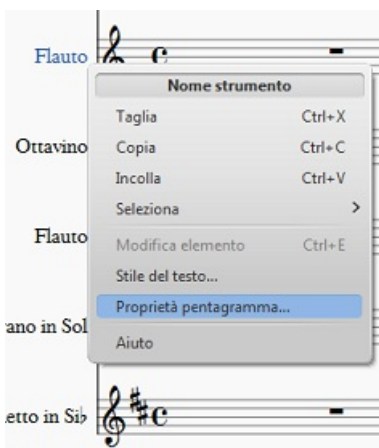 Flauto
Nome strumento
Taglia Ctrl+X
Ottavino
Copia Ctrl+C
Incolla Ctrl+V
Seleziona >
Flauto
Modifica elemento Ctrl+E
Stile del testo...
Proprietà pentagramma...
ano in Sol
Aiuto
etto in Si♭